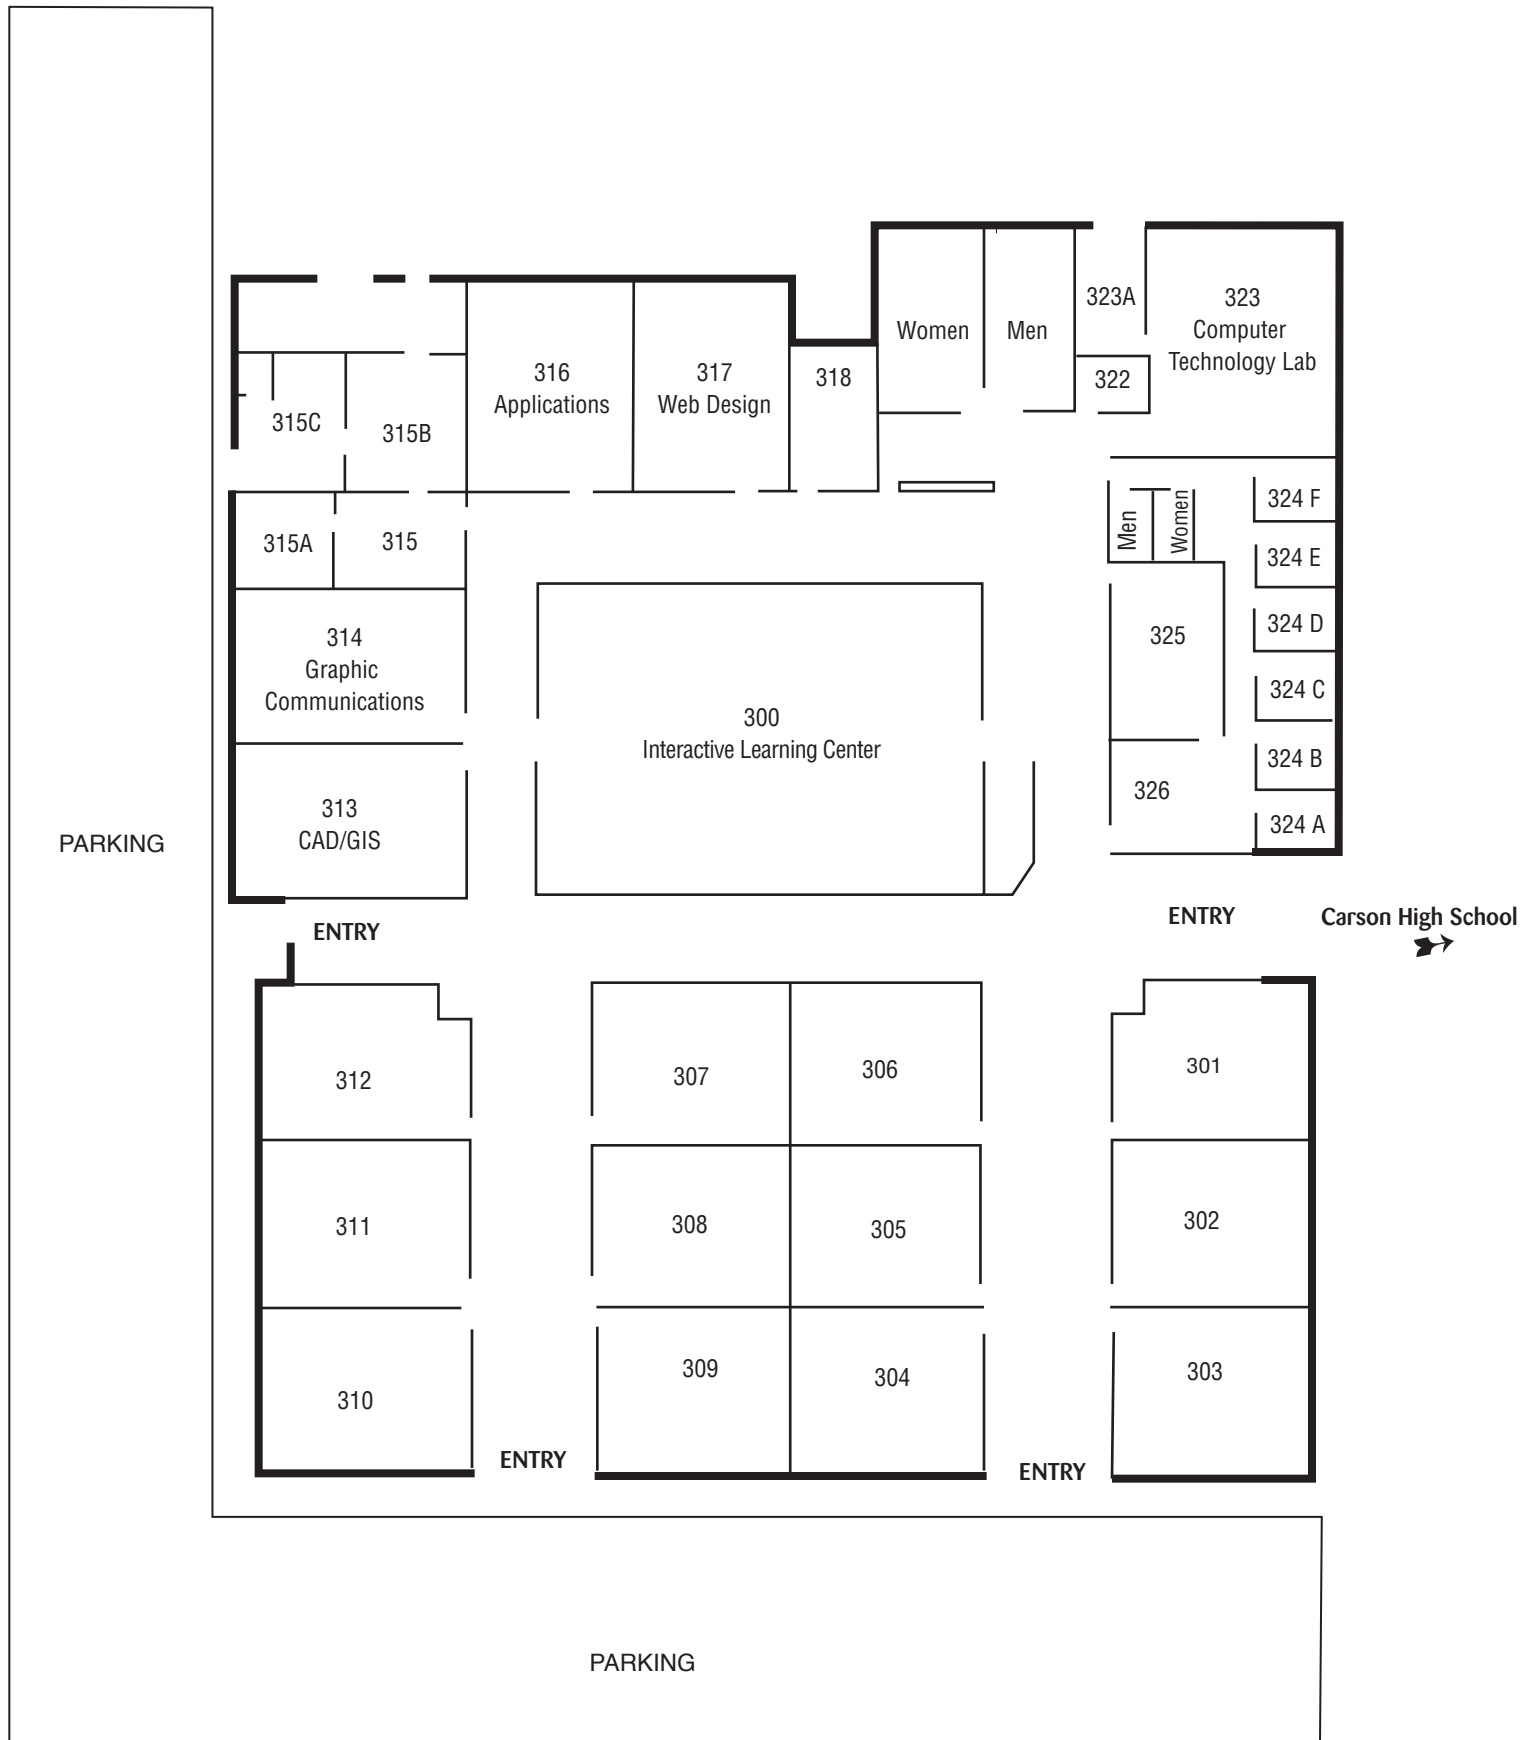 323A
323
Computer
Technology Lab
Women
Men
316
Applications
317
Web Design
318
322
315C
315B
324 F
Men
Women
315A
315
324 E
324 D
325
314
Graphic
Communications
324 C
300
Interactive Learning Center
324 B
326
313
CAD/GIS
324 A
PARKING
ENTRY
ENTRY
Carson High School
312
307
306
301
311
308
305
302
310
309
304
303
ENTRY
ENTRY
PARKING